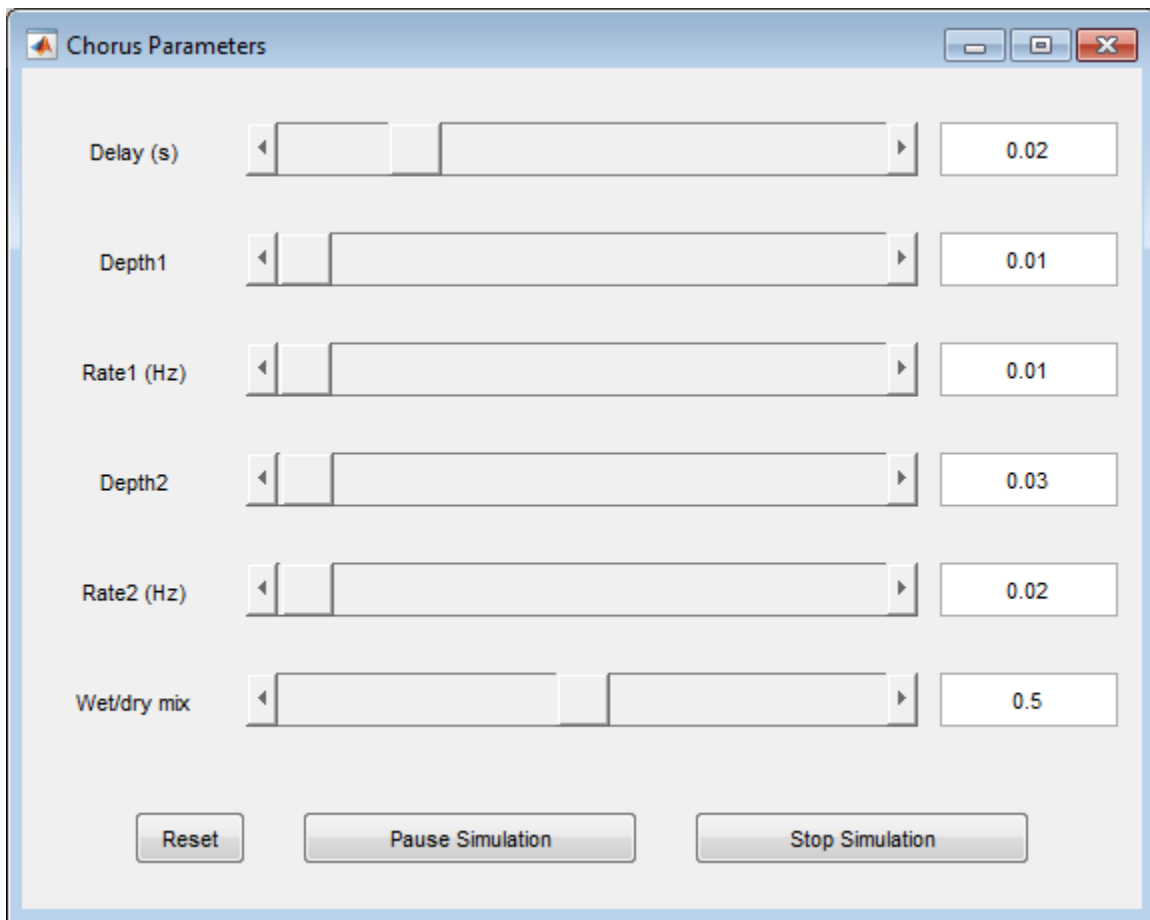 Chorus Parameters
Delay (s) 0.02
Depth1 0.01
Rate1 (Hz) 0.01
Depth2 0.03
Rate2 (Hz) 0.02
Wet/dry mix 0.5
Reset Pause Simulation Stop Simulation